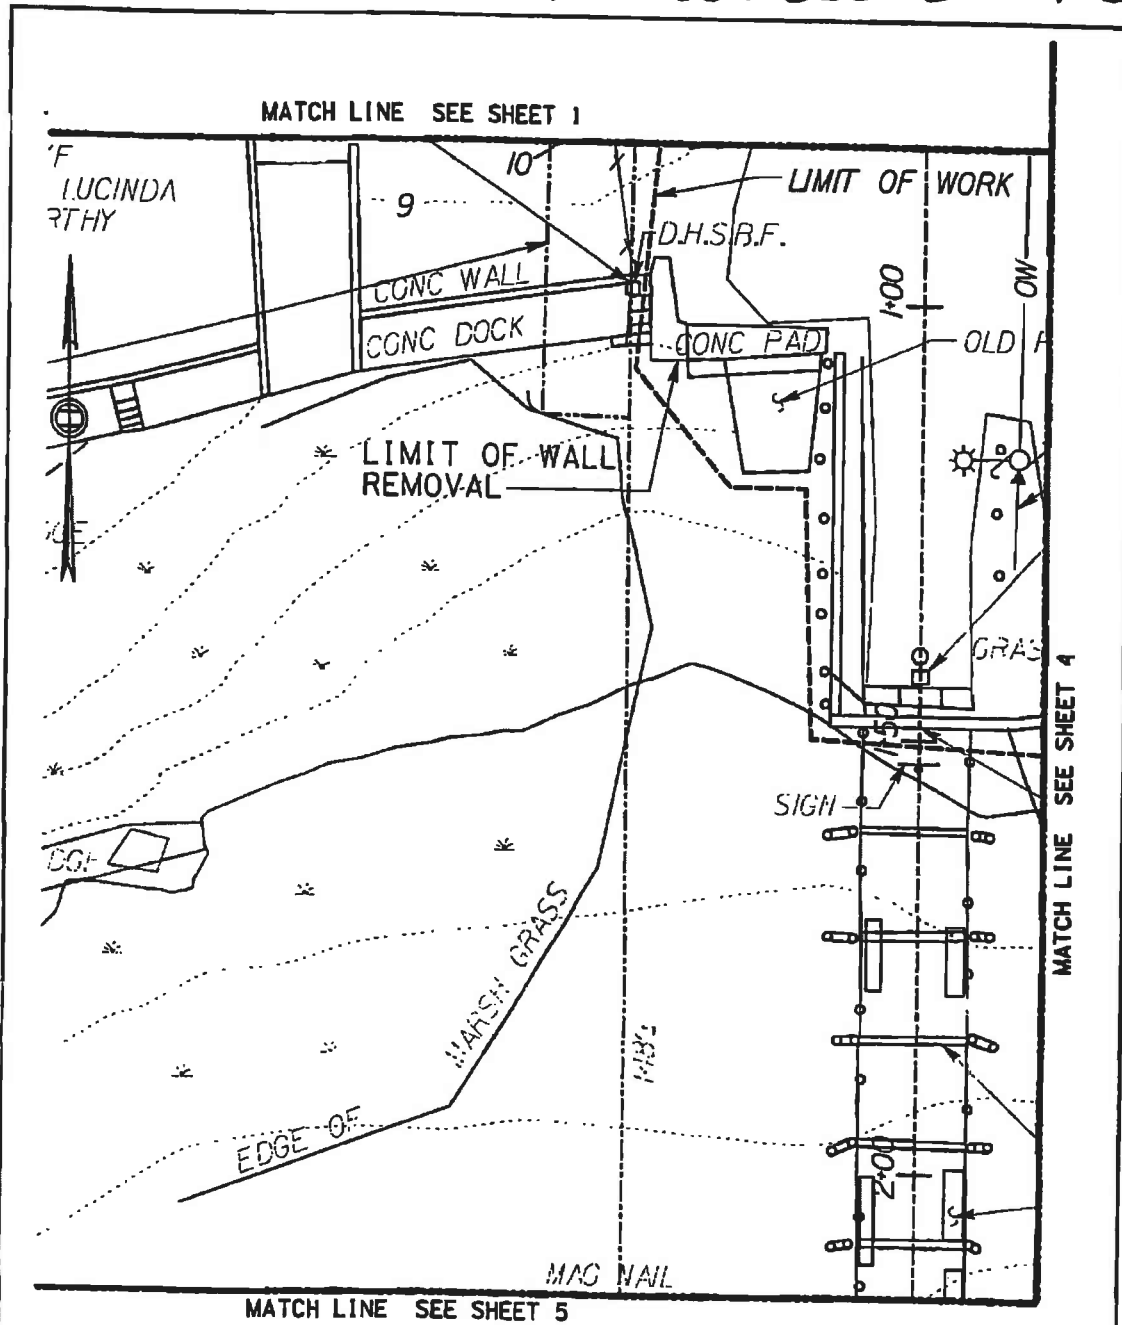 MATCH LINE SEE SHEET 1
LUCINDA
10
9
LIMIT OF WORK
D.H.S.B.F.
CONC WALL
1+00
OW
CONC DOCK
CONC PAD
OLD
LIMIT OF WALL
REMOVAL
GRAS
50
MATCH LINE SEE SHEET 4
SIGN
MARSH GRASS
EDGE OF
2+00
MAG NAIL
MATCH LINE SEE SHEET 5